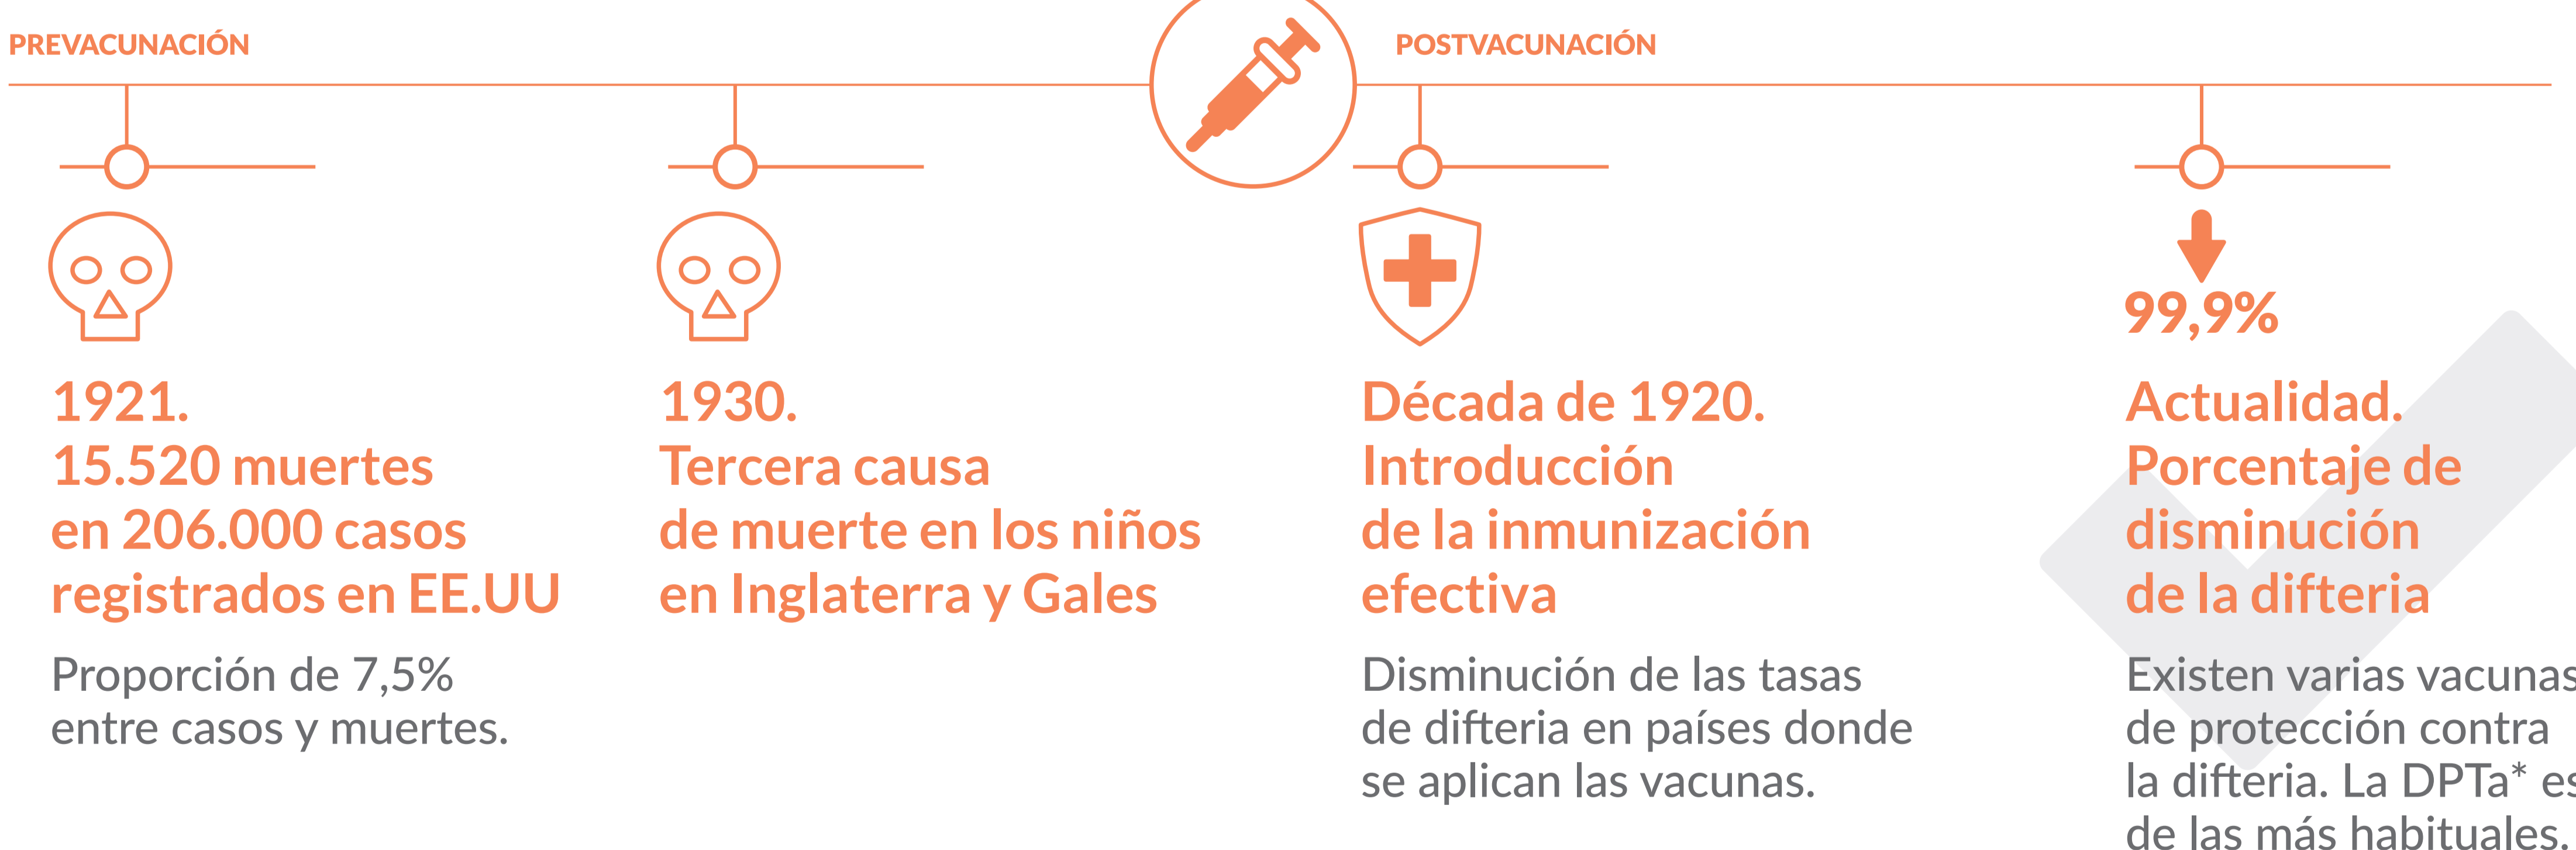 PREVACUNACIÓN
POSTVACUNACIÓN
1921.
15.520 muertes
en 206.000 casos
registrados en EE.UU
Proporción de 7,5%
entre casos y muertes.
1930.
Tercera causa
de muerte en los niños
en Inglaterra y Gales
Década de 1920.
Introducción
de la inmunización
efectiva
Disminución de las tasas
de difteria en países donde
se aplican las vacunas.
99,9%
Actualidad.
Porcentaje de
disminución
de la difteria
Existen varias vacunas
de protección contra
la difteria. La DPTa* es
de las más habituales.